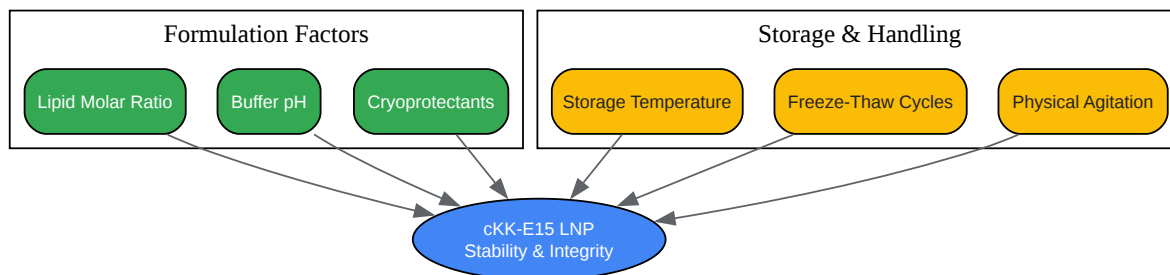 Formulation Factors
Storage & Handling
Lipid Molar Ratio
Buffer pH
Cryoprotectants
Storage Temperature
Freeze-Thaw Cycles
Physical Agitation
cKK-E15 LNP
Stability & Integrity